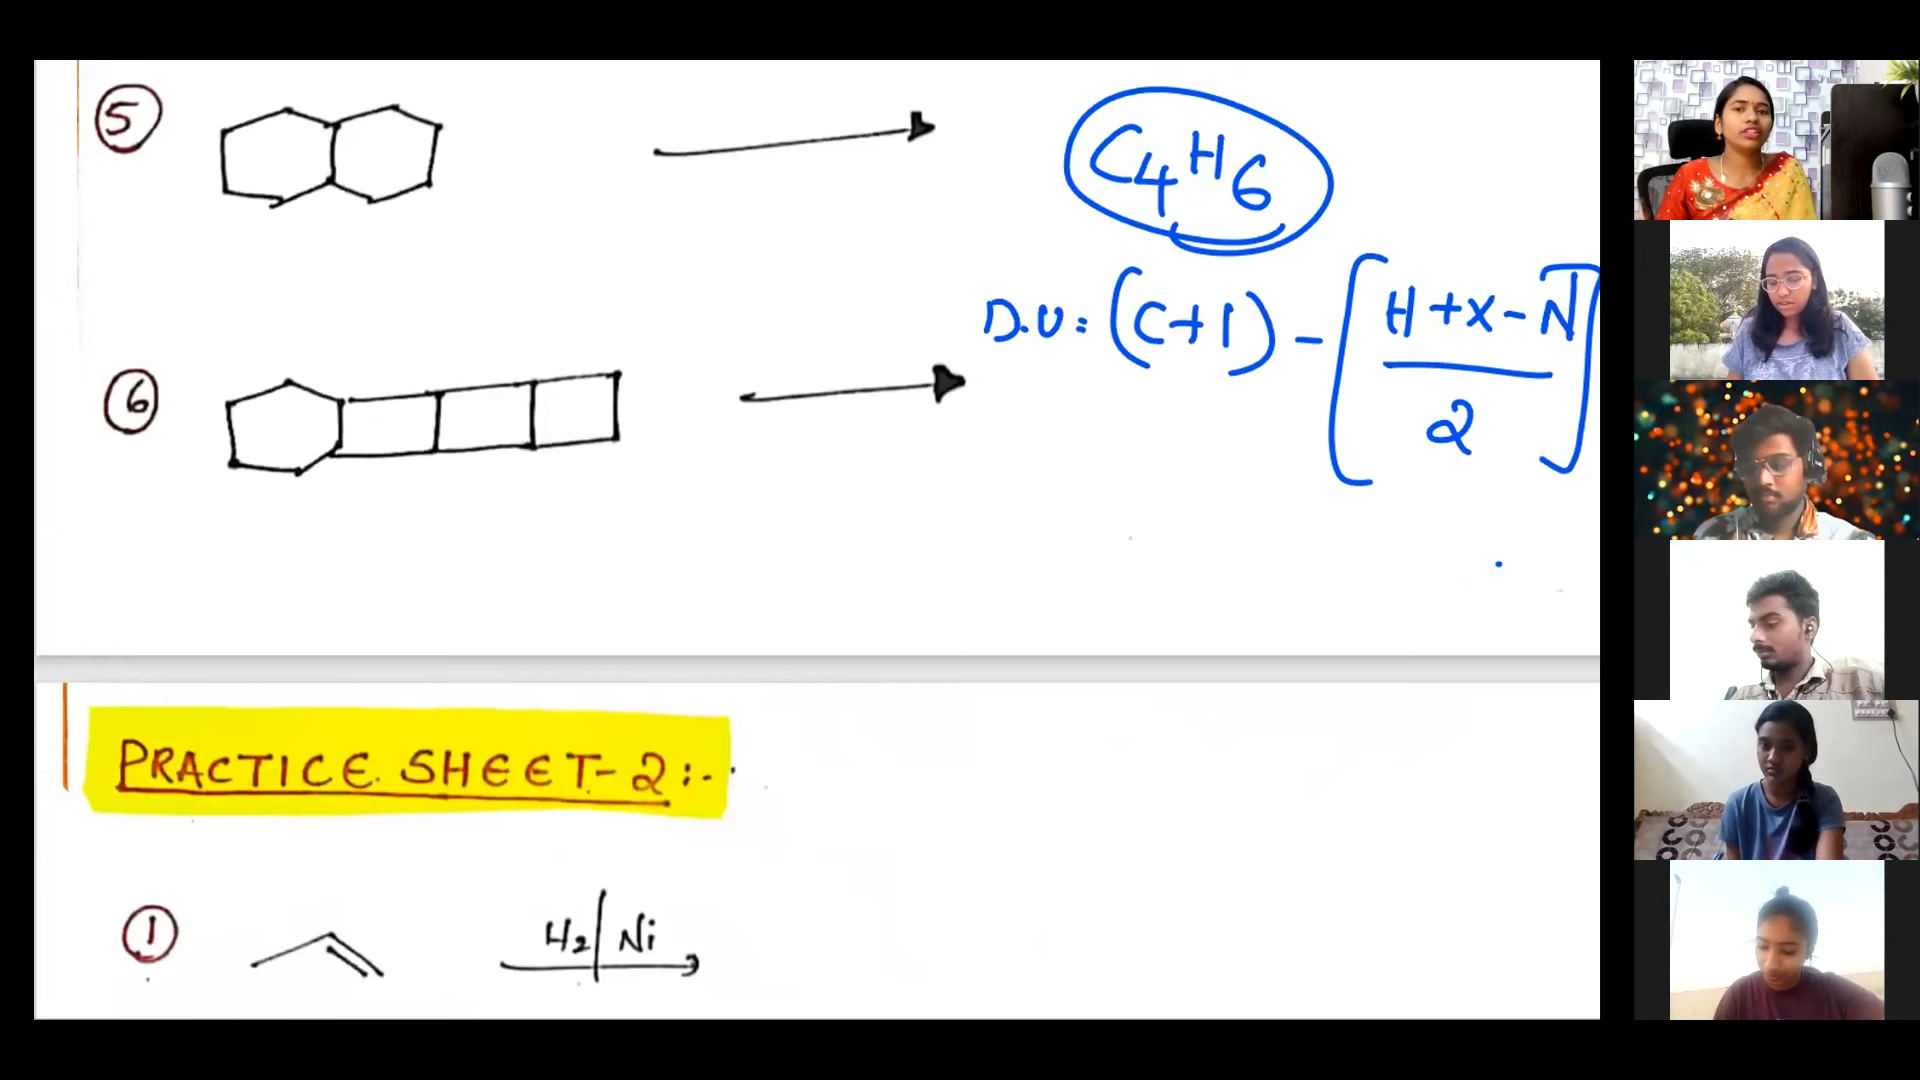 5
C4H6
D.U: (C+1) - [H+X-N
2]
6
PRACTICE SHEET-2:-
1
H2 Ni